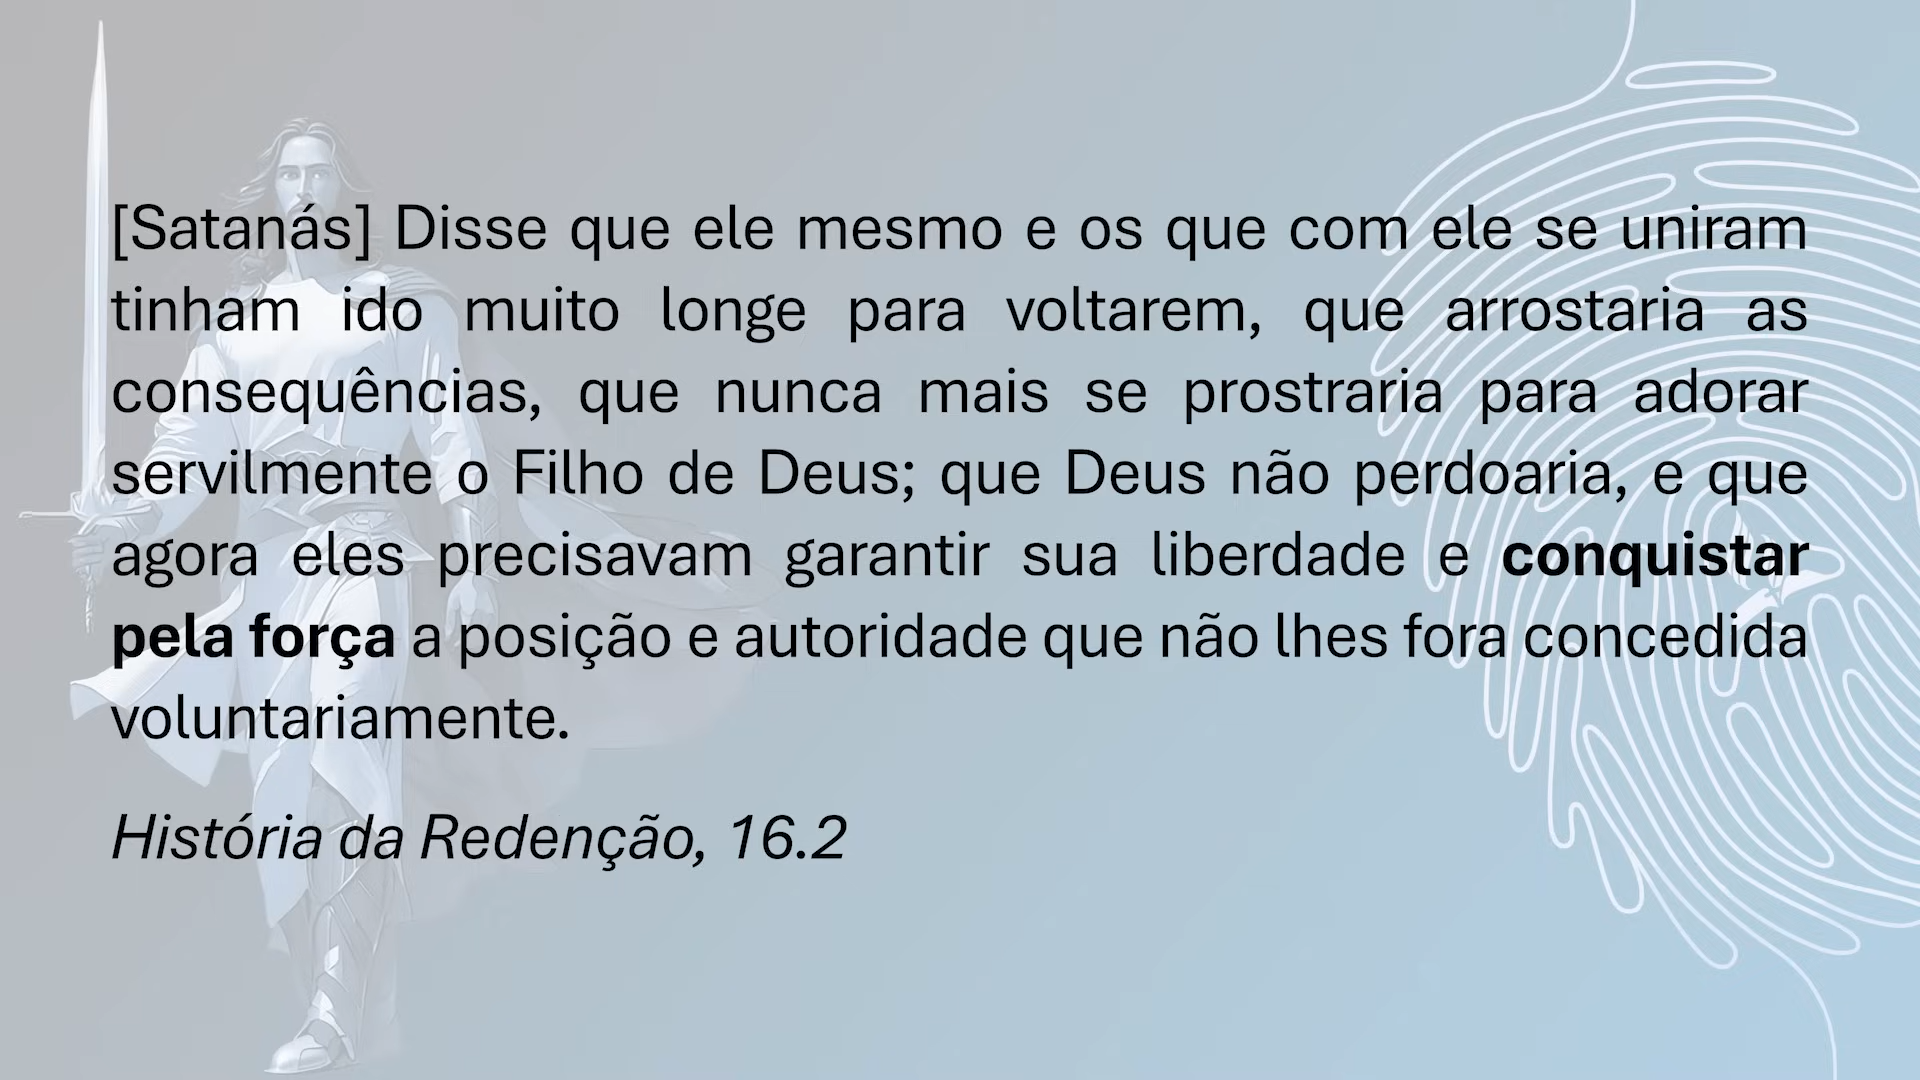 [Satanás] Disse que ele mesmo e os que com ele se uniram
tinham ido muito longe para voltarem, que arrostaria as
consequências, que nunca mais se prostraria para adorar
servilmente o Filho de Deus; que Deus não perdoaria, e que
agora eles precisavam garantir sua liberdade e conquistar
pela força a posição e autoridade que não lhes fora concedida
voluntariamente.
História da Redenção, 16.2